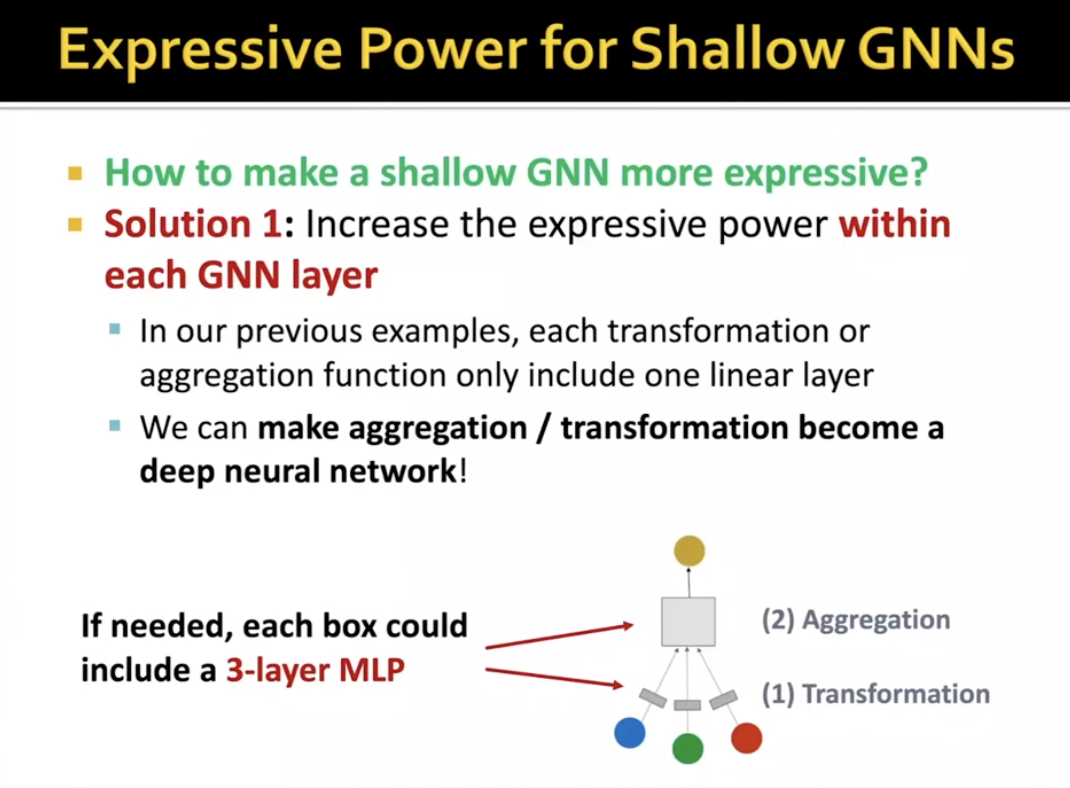 Expressive Power for Shallow GNNs
How to make a shallow GNN more expressive?
Solution 1: Increase the expressive power within
each GNN layer
In our previous examples, each transformation or
aggregation function only include one linear layer
We can make aggregation / transformation become a
deep neural network!
If needed, each box could
include a 3-layer MLP
(2) Aggregation
(1) Transformation